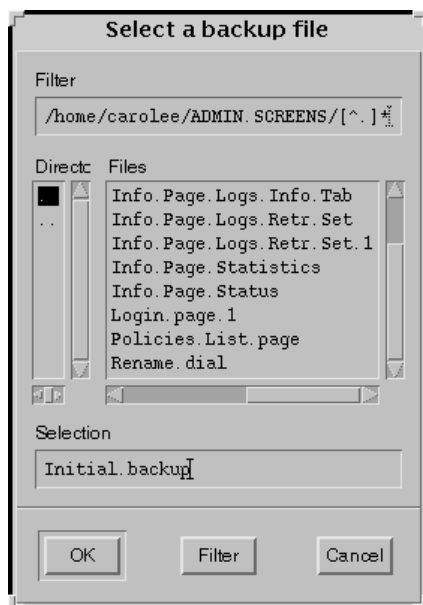 Select a backup file
Filter
/home/carolee/ADMIN.SCREENS/[^.]*
Directo Files
.
..
Info.Page.Logs.Info.Tab
Info.Page.Logs.Retr.Set
Info.Page.Logs.Retr.Set.1
Info.Page.Statistics
Info.Page.Status
Login.page.1
Policies.List.page
Rename.dial
Selection
Initial.backup
OK Filter Cancel